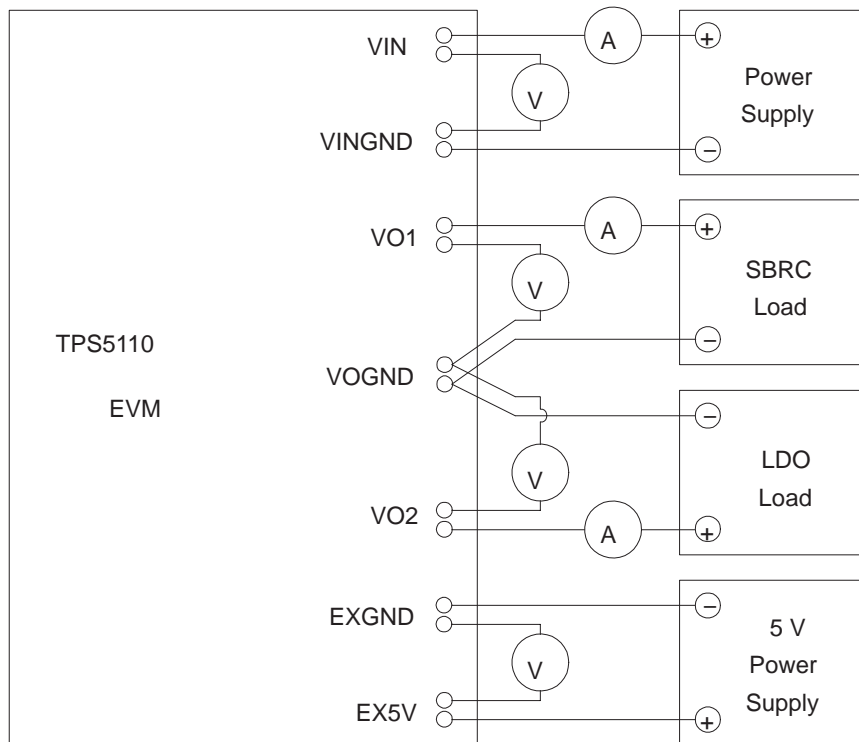 VIN
A
+
Power
Supply
V
VINGND
−
VO1
A
+
SBRC
Load
V
−
TPS5110
EVM
VOGND
−
LDO
Load
V
VO2
A
+
EXGND
−
5 V
Power
Supply
V
EX5V
+